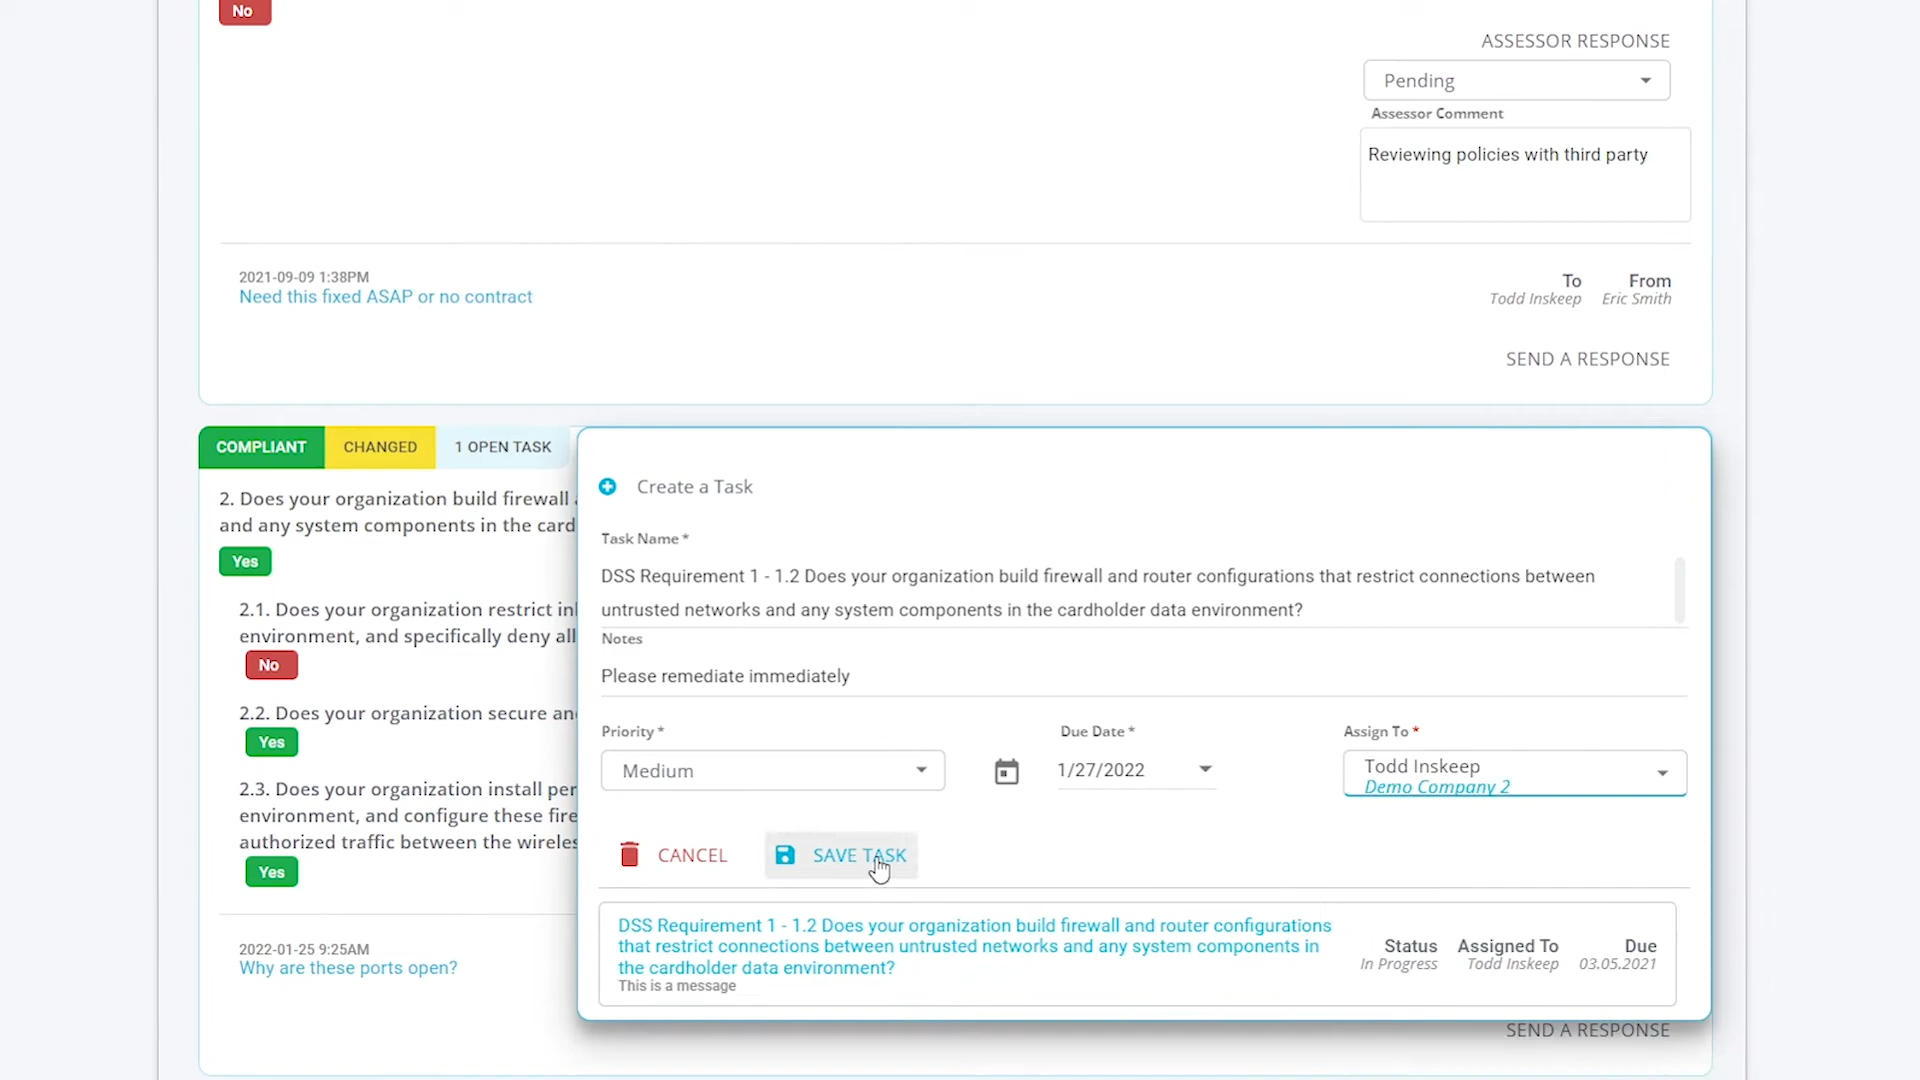 No
ASSESSOR RESPONSE
Pending
Assessor Comment
Reviewing policies with third party
2021-09-09 1:38PM
Need this fixed ASAP or no contract
To
Todd Inskeep
From
Eric Smith
SEND A RESPONSE
COMPLIANT
CHANGED
1 OPEN TASK
2. Does your organization build firewall
and any system components in the card
Yes
2.1. Does your organization restrict
environment, and specifically deny all
No
2.2. Does your organization secure
Yes
2.3. Does your organization install
environment, and configure these
authorized traffic between the
Yes
2022-01-25 9:25AM
Why are these ports open?
Create a Task
Task Name *
DSS Requirement 1 - 1.2 Does your organization build firewall and router configurations that restrict connections between
untrusted networks and any system components in the cardholder data environment?
Notes
Please remediate immediately
Priority *
Medium
Due Date *
1/27/2022
Assign To *
Todd Inskeep
Demo Company 2
CANCEL
SAVE TASK
DSS Requirement 1 - 1.2 Does your organization build firewall and router configurations
that restrict connections between untrusted networks and any system components in
the cardholder data environment?
This is a message
Status
In Progress
Assigned To
Todd Inskeep
Due
03.05.2021
SEND A RESPONSE